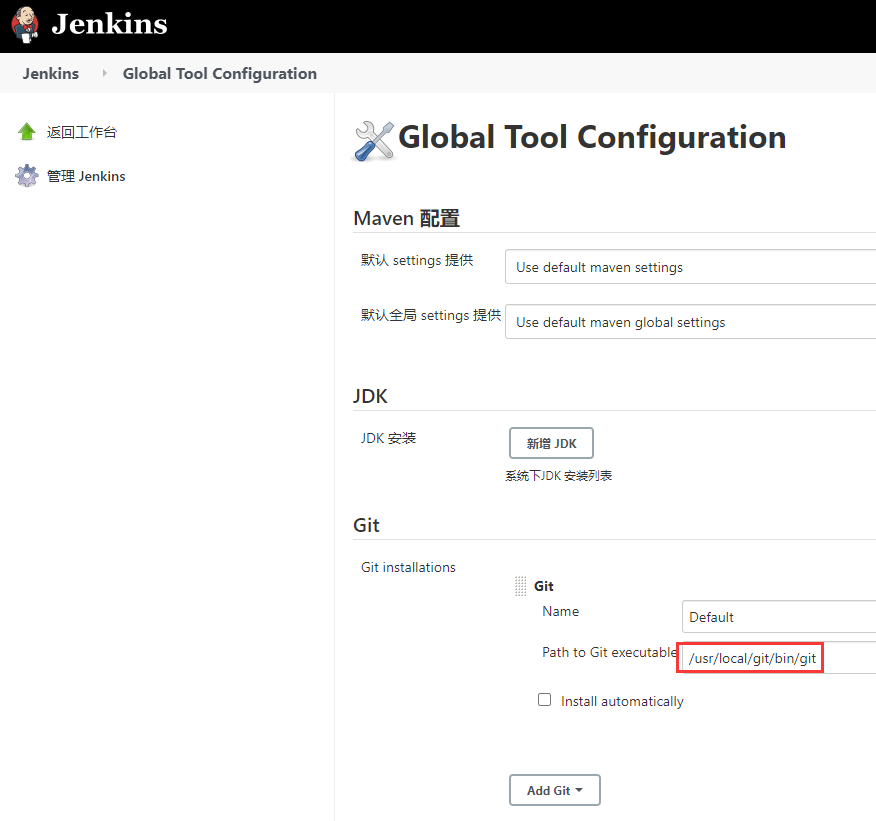 Jenkins
Jenkins Global Tool Configuration
返回工作台
管理 Jenkins
Global Tool Configuration
Maven 配置
默认 settings 提供
Use default maven settings
默认全局 settings 提供
Use default maven global settings
JDK
JDK 安装
新增 JDK
系统下JDK 安装列表
Git
Git installations
Git
Name
Default
Path to Git executable
/usr/local/git/bin/git
Install automatically
Add Git